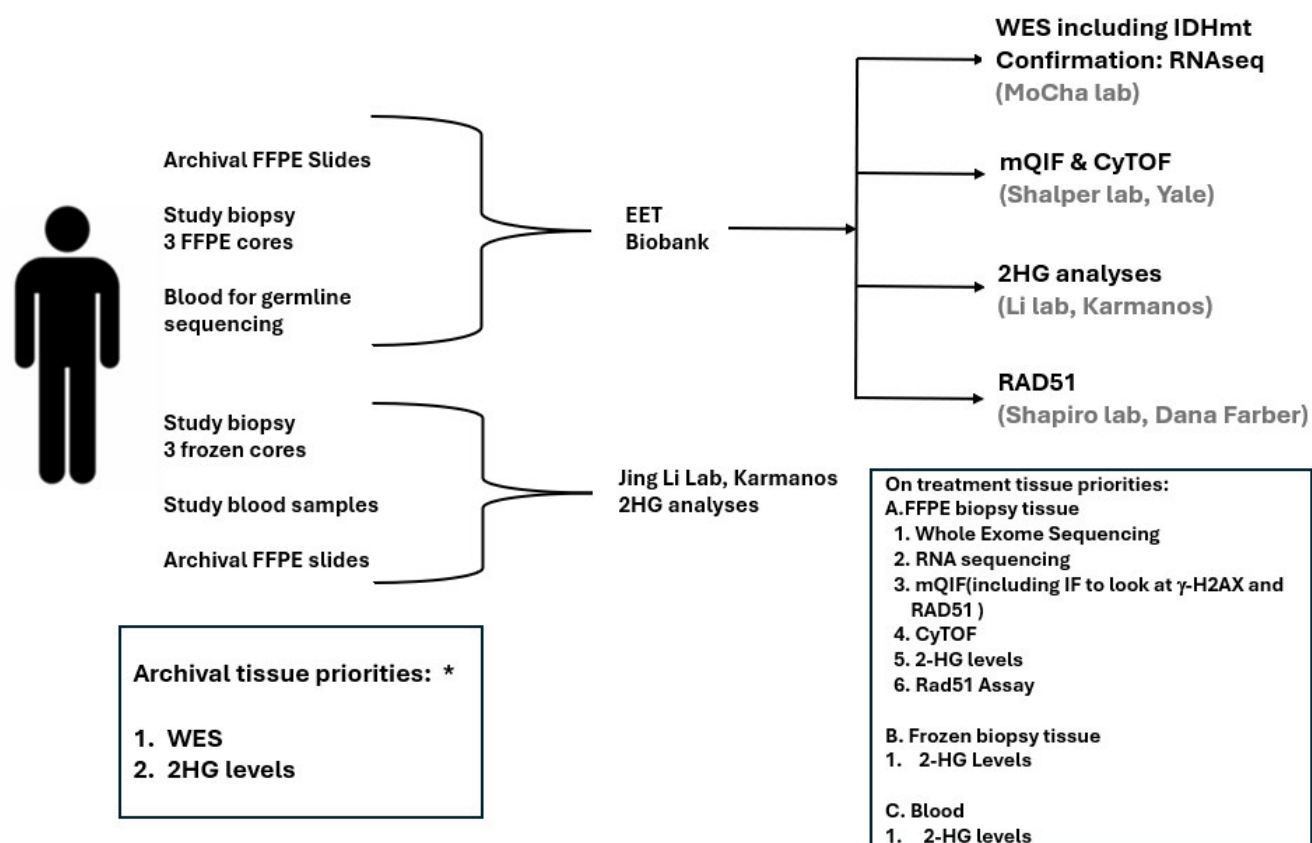 Archival FFPE Slides
Study biopsy
3 FFPE cores
Blood for germline
sequencing
EET
Biobank
WES including IDHmt
Confirmation: RNAseq
(MoCha lab)
mQIF & CyTOF
(Shalper lab, Yale)
2HG analyses
(Li lab, Karmanos)
RAD51
(Shapiro lab, Dana Farber)
Study biopsy
3 frozen cores
Study blood samples
Archival FFPE slides
Jing Li Lab, Karmanos
2HG analyses
Archival tissue priorities: *
1. WES
2. 2HG levels
On treatment tissue priorities:
A.FFPE biopsy tissue
1. Whole Exome Sequencing
2. RNA sequencing
3. mQIF(including IF to look at γ-H2AX and
RAD51 )
4. CyTOF
5. 2-HG levels
6. Rad51 Assay
B. Frozen biopsy tissue
1. 2-HG Levels
C. Blood
1. 2-HG levels